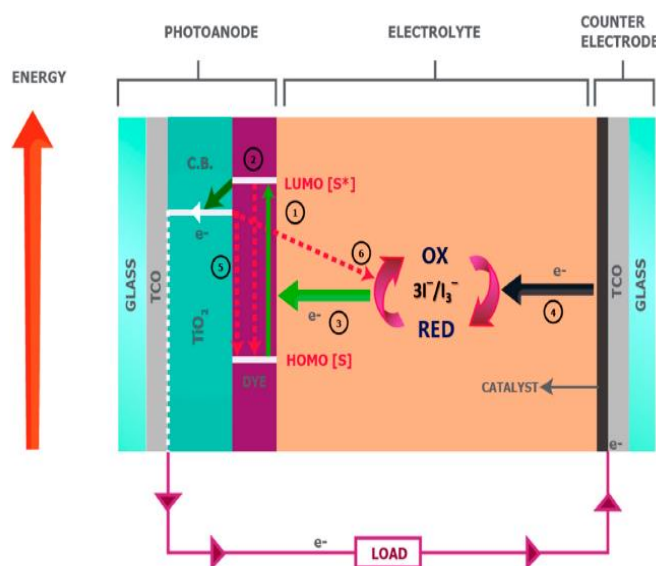 PHOTOANODE
ELECTROLYTE
COUNTER
ELECTRODE
ENERGY
C.B.
2
LUMO [S*]
1
e-
5
6
OX
3I⁻/I₃⁻
RED
e-
3
e-
4
GLASS
TCO
TiO₂
HOMO [S]
DYE
CATALYST
TCO
GLASS
e-
e-
LOAD